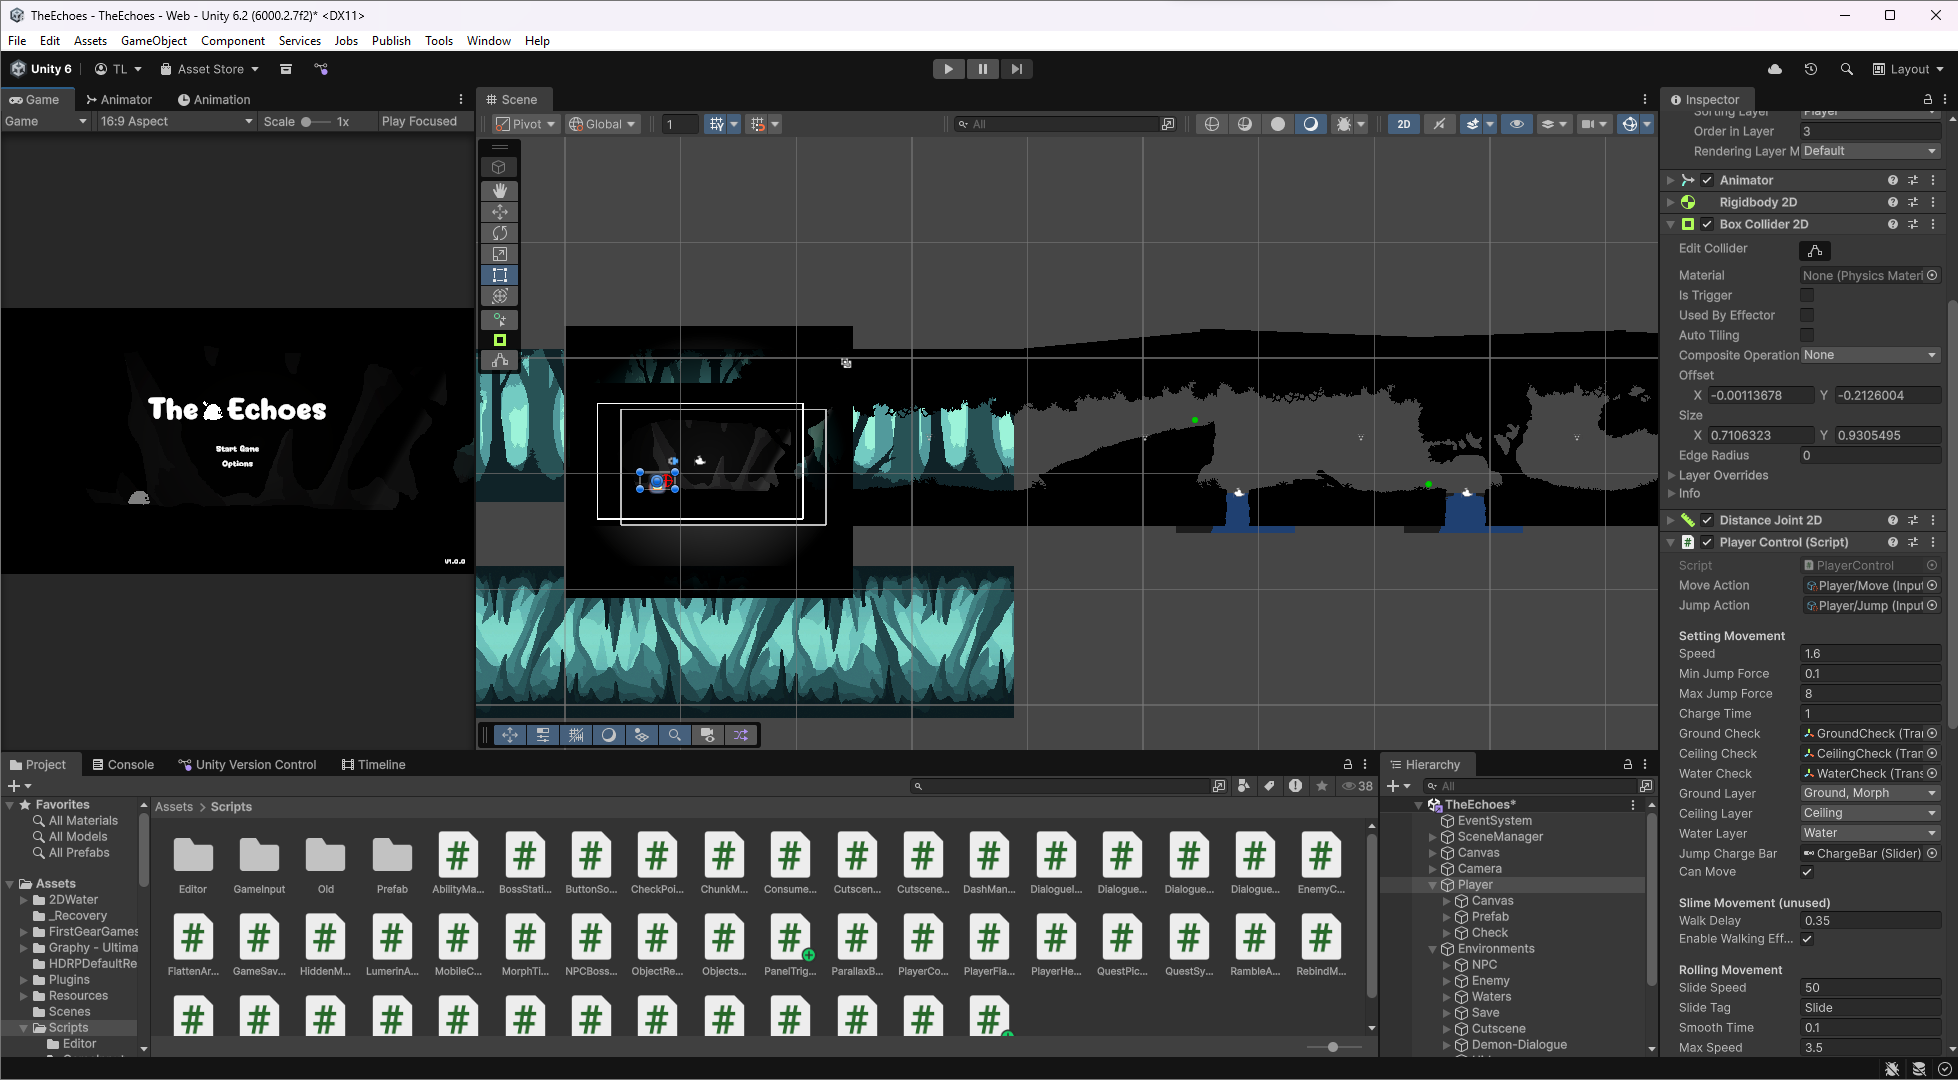 TheEchoes - TheEchoes - Web - Unity 6.2 (6000.2.7f2)* <DX11>
File Edit Assets GameObject Component Services Jobs Publish Tools Window Help
Unity 6 TL Asset Store Layout
Game Animator Animation
Game 16:9 Aspect Scale 1x Play Focused
The Echoes
Start Game
Options
V1.0.0
Scene
Pivot Global 1 All 2D
Inspector
Sorting Layer Player
Order in Layer 3
Rendering Layer M Default
Animator
Rigidbody 2D
Box Collider 2D
Edit Collider
Material None (Physics Materi
Is Trigger
Used By Effector
Auto Tiling
Composite Operation None
Offset
X -0.00113678 Y -0.2126004
Size
X 0.7106323 Y 0.9305495
Edge Radius 0
Layer Overrides
Info
Distance Joint 2D
Player Control (Script)
Script PlayerControl
Move Action Player/Move (Input
Jump Action Player/Jump (Input
Setting Movement
Speed 1.6
Min Jump Force 0.1
Max Jump Force 8
Charge Time 1
Ground Check GroundCheck (Trar
Ceiling Check CeilingCheck (Tran
Water Check WaterCheck (Trans
Ground Layer Ground, Morph
Ceiling Layer Ceiling
Water Layer Water
Jump Charge Bar ChargeBar (Slider)
Can Move
Slime Movement (unused)
Walk Delay 0.35
Enable Walking Eff...
Rolling Movement
Slide Speed 50
Slide Tag Slide
Smooth Time 0.1
Max Speed 3.5
Project Console Unity Version Control Timeline
38
Favorites
All Materials
All Models
All Prefabs
Assets
2DWater
_Recovery
FirstGearGames
Graphy - Ultima
HDRPDefaultRe
Plugins
Resources
Scenes
Scripts
Editor
Assets > Scripts
Editor GameInput Old Prefab AbilityMa... BossStati... ButtonSo... CheckPoi... ChunkM... Consume... Cutscen... Cutscene... DashMan... DialogueI... Dialogue... Dialogue... Dialogue... EnemyC...
FlattenAr... GameSav... HiddenM... LumerinA... MobileC... MorphTi... NPCBoss... ObjectRe... Objects... PanelTrig... ParallaxB... PlayerCo... PlayerFla... PlayerHe... QuestPic... QuestSy... RambleA... RebindM...
Hierarchy
All
TheEchoes*
EventSystem
SceneManager
Canvas
Camera
Player
Canvas
Prefab
Check
Environments
NPC
Enemy
Waters
Save
Cutscene
Demon-Dialogue